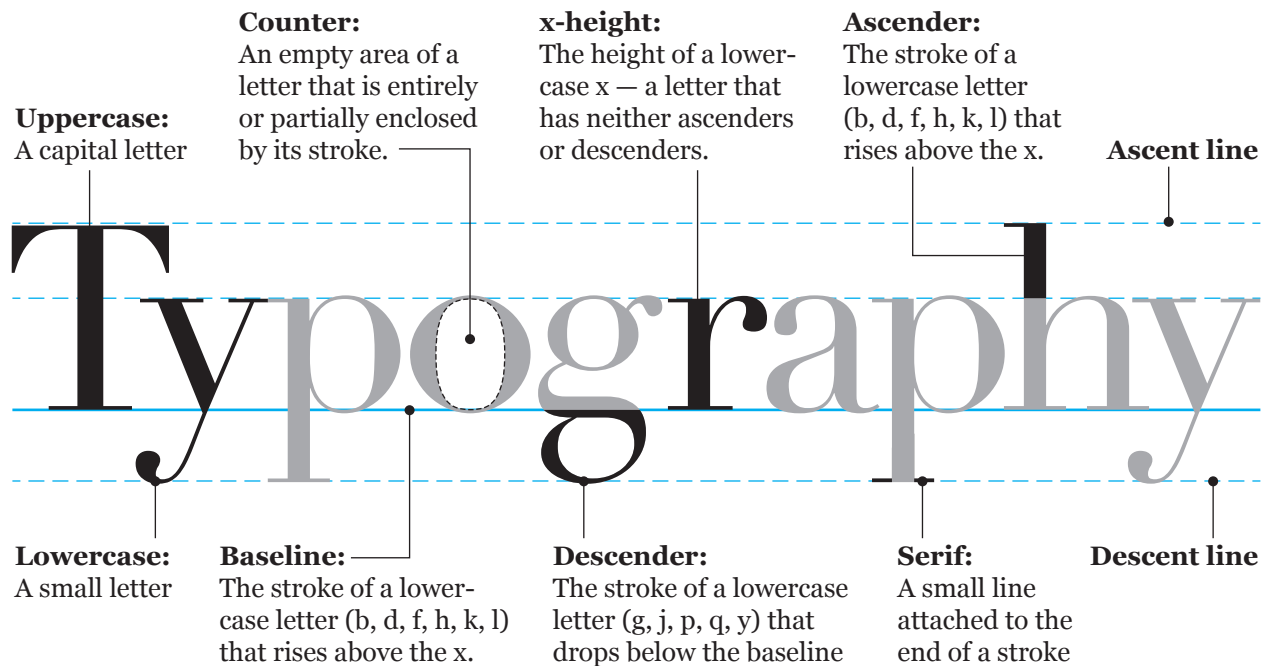 Counter:
An empty area of a
letter that is entirely
or partially enclosed
by its stroke.
x-height:
The height of a lower-
case x — a letter that
has neither ascenders
or descenders.
Ascender:
The stroke of a
lowercase letter
(b, d, f, h, k, l) that
rises above the x.
Uppercase:
A capital letter
Ascent line
Typography
Lowercase:
A small letter
Baseline:
The stroke of a lower-
case letter (b, d, f, h, k, l)
that rises above the x.
Descender:
The stroke of a lowercase
letter (g, j, p, q, y) that
drops below the baseline
Serif:
A small line
attached to the
end of a stroke
Descent line